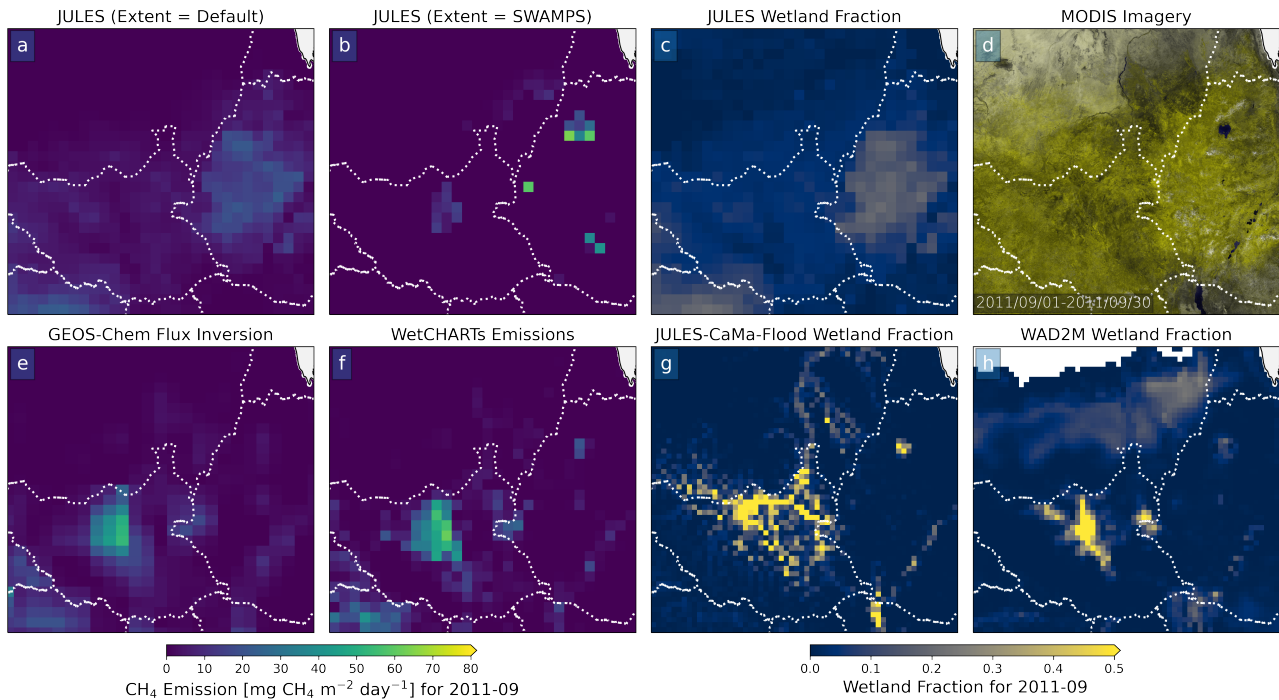 JULES (Extent = Default)
JULES (Extent = SWAMPS)
JULES Wetland Fraction
MODIS Imagery
a
b
c
d
2011/09/01-2011/09/30
GEOS-Chem Flux Inversion
WetCHARTs Emissions
JULES-CaMa-Flood Wetland Fraction
WAD2M Wetland Fraction
e
f
g
h
0 10 20 30 40 50 60 70 80
CH₄ Emission [mg CH₄ m⁻² day⁻¹] for 2011-09
0.0 0.1 0.2 0.3 0.4 0.5
Wetland Fraction for 2011-09